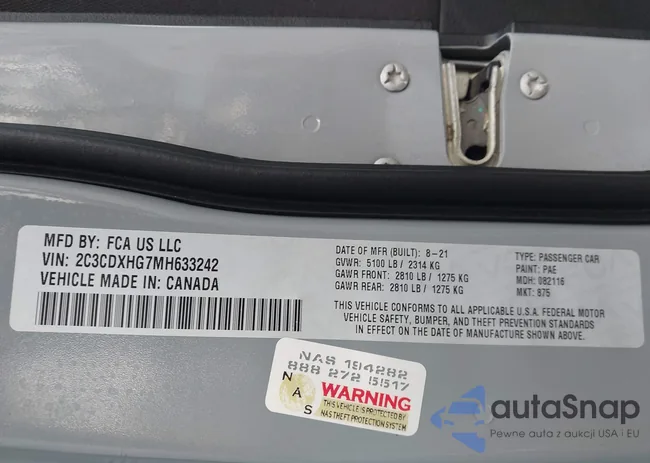 MFD BY: FCA US LLC
VIN: 2C3CDXHG7MH633242
VEHICLE MADE IN: CANADA
DATE OF MFR (BUILT): 8-21
GVWR: 5100 LB / 2314 KG
GAWR FRONT: 2810 LB / 1275 KG
GAWR REAR: 2810 LB / 1275 KG
TYPE: PASSENGER CAR
PAINT: PAE
MDH: 082116
MKT: 875
THIS VEHICLE CONFORMS TO ALL APPLICABLE U.S.A. FEDERAL MOTOR
VEHICLE SAFETY, BUMPER, AND THEFT PREVENTION STANDARDS
IN EFFECT ON THE DATE OF MANUFACTURE SHOWN ABOVE.
NAS 194282
888 272 5517
N A S
WARNING
THIS VEHICLE IS PROTECTED BY
NAS THEFT PROTECTION SYSTEM
autaSnap
Pewne auta z aukcji USA i EU